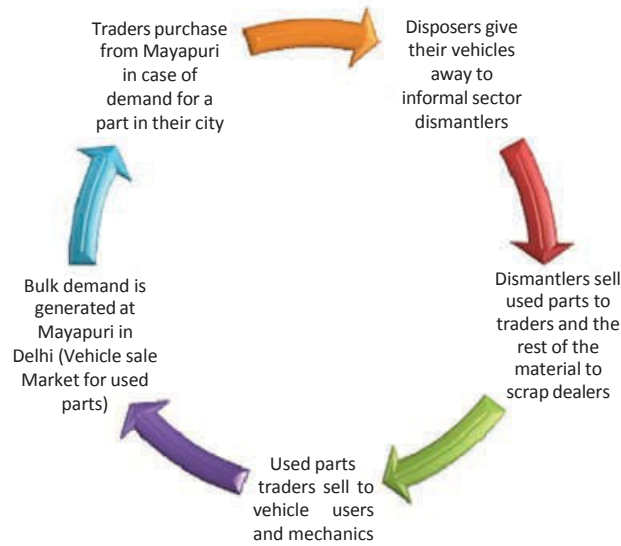 Traders purchase
from Mayapuri
in case of
demand for a
part in their city
Disposers give
their vehicles
away to
informal sector
dismantlers
Dismantlers sell
used parts to
traders and the
rest of the
material to
scrap dealers
Used parts
traders sell to
vehicle users
and mechanics
Bulk demand is
generated at
Mayapuri in
Delhi (Vehicle sale
Market for used
parts)